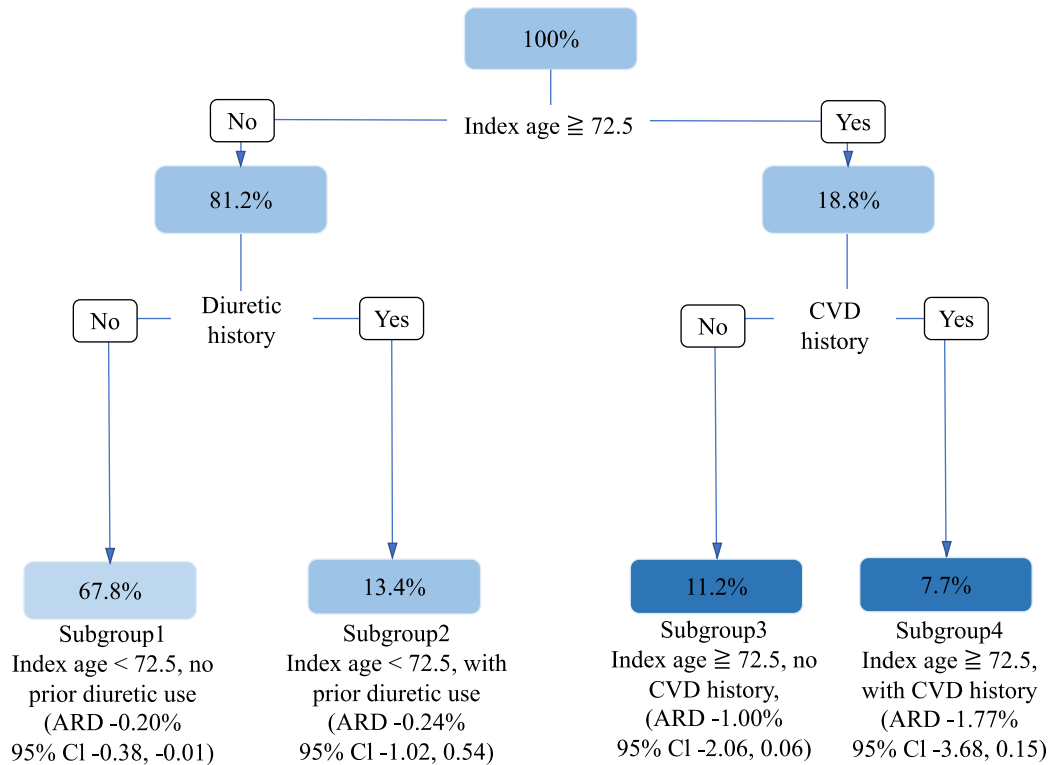 100%
Index age ≧ 72.5
No
Yes
81.2%
18.8%
Diuretic
history
No
Yes
CVD
history
No
Yes
67.8%
Subgroup1
Index age < 72.5, no
prior diuretic use
(ARD -0.20%
95% Cl -0.38, -0.01)
13.4%
Subgroup2
Index age < 72.5, with
prior diuretic use
(ARD -0.24%
95% Cl -1.02, 0.54)
11.2%
Subgroup3
Index age ≧ 72.5, no
CVD history,
(ARD -1.00%
95% Cl -2.06, 0.06)
7.7%
Subgroup4
Index age ≧ 72.5,
with CVD history
(ARD -1.77%
95% Cl -3.68, 0.15)